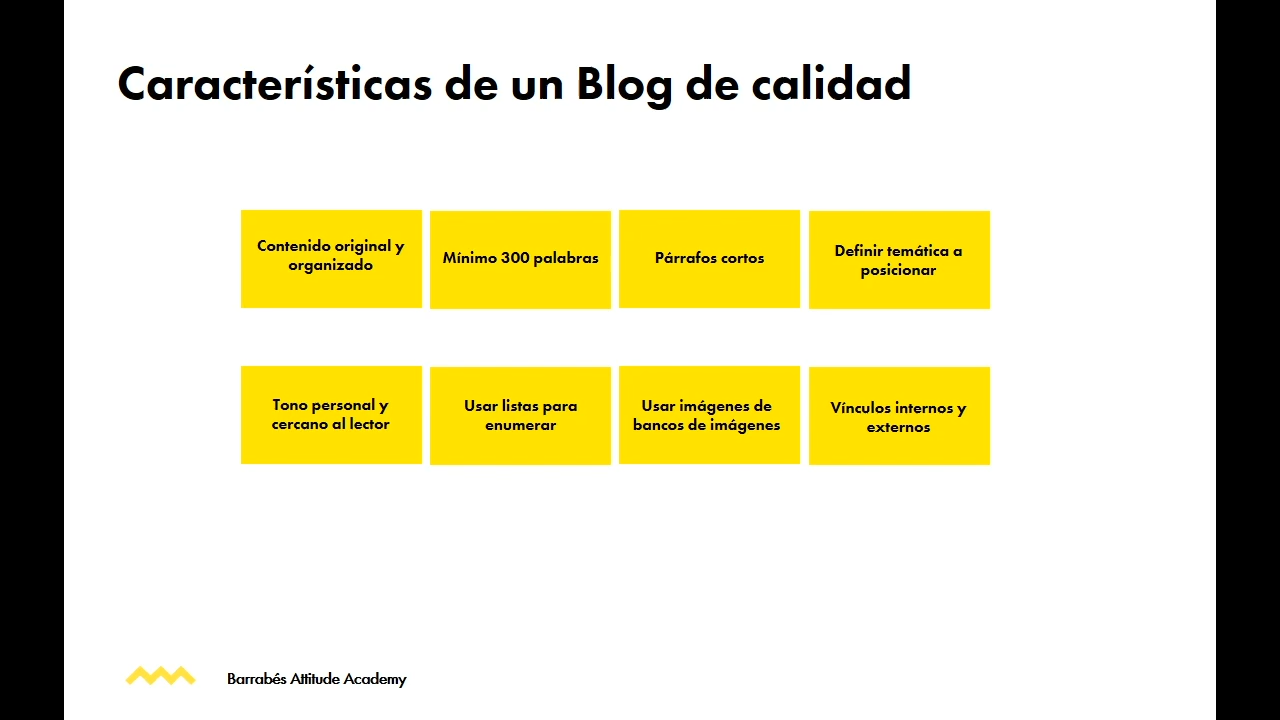 Características de un Blog de calidad
Contenido original y
organizado
Mínimo 300 palabras
Párrafos cortos
Definir temática a
posicionar
Tono personal y
cercano al lector
Usar listas para
enumerar
Usar imágenes de
bancos de imágenes
Vínculos internos y
externos
Barrabés Attitude Academy